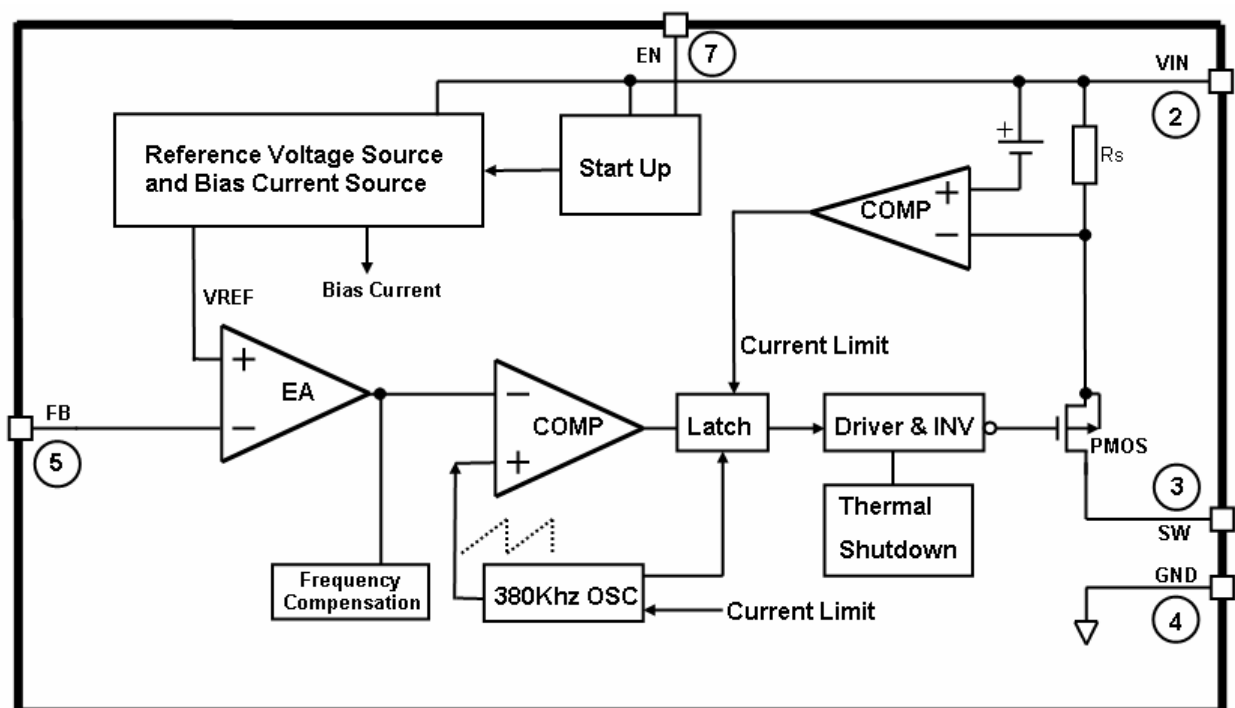 EN
7
VIN
2
Reference Voltage Source
and Bias Current Source
Start Up
+
Rs
+
COMP
−
Bias Current
VREF
Current Limit
+
EA
−
FB
5
−
COMP
+
Latch
Driver & INV
PMOS
3
SW
Thermal
Shutdown
Frequency
Compensation
380Khz OSC
Current Limit
GND
4